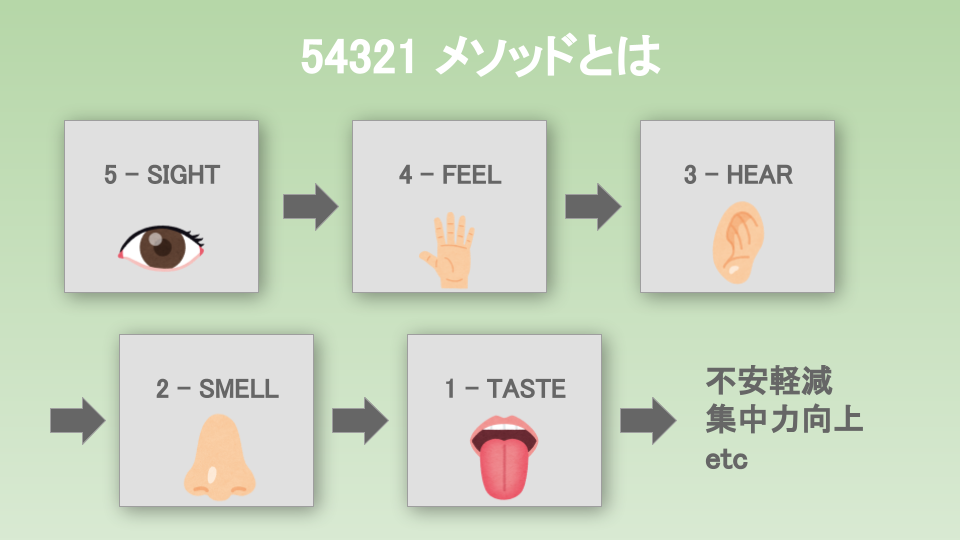 54321 メソッドとは
5 – SIGHT
4 – FEEL
3 – HEAR
2 – SMELL
1 – TASTE
不安軽減
集中力向上
etc